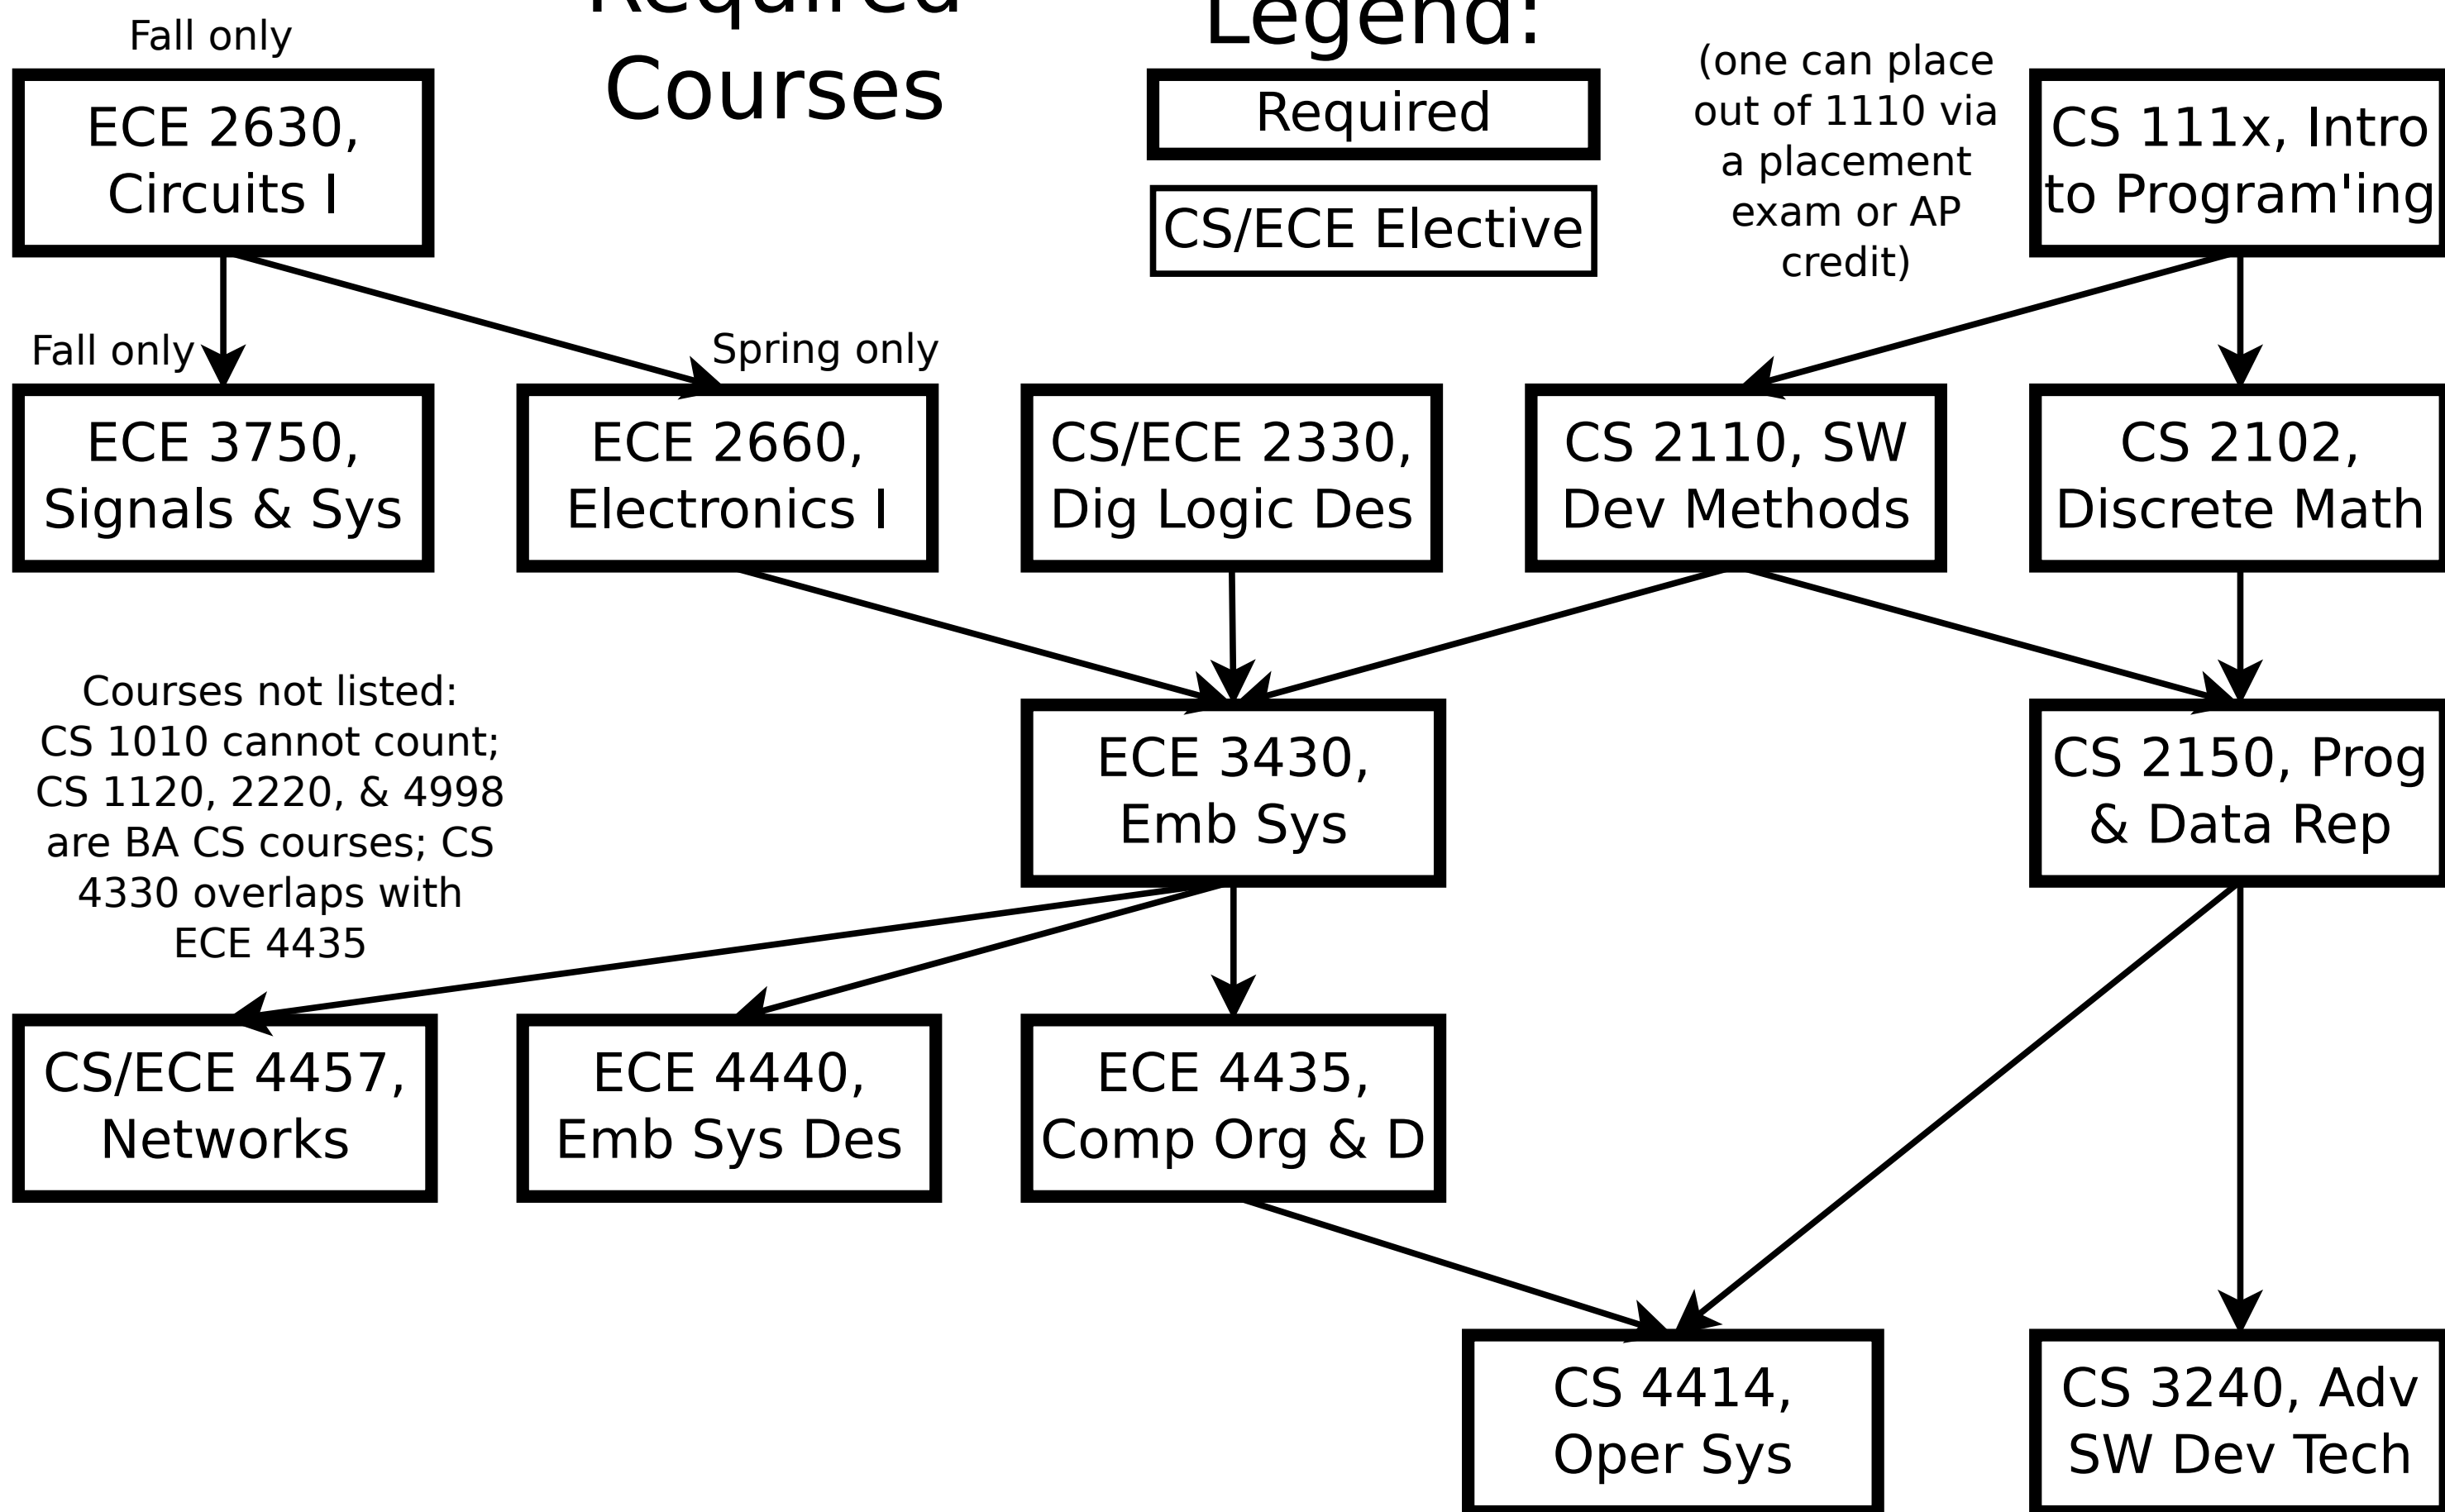 Required
Courses
Legend:
Required
CS/ECE Elective
(one can place
out of 1110 via
a placement
exam or AP
credit)
Fall only
ECE 2630,
Circuits I
CS 111x, Intro
to Program'ing
Fall only
ECE 3750,
Signals & Sys
Spring only
ECE 2660,
Electronics I
CS/ECE 2330,
Dig Logic Des
CS 2110, SW
Dev Methods
CS 2102,
Discrete Math
Courses not listed:
CS 1010 cannot count;
CS 1120, 2220, & 4998
are BA CS courses; CS
4330 overlaps with
ECE 4435
ECE 3430,
Emb Sys
CS 2150, Prog
& Data Rep
CS/ECE 4457,
Networks
ECE 4440,
Emb Sys Des
ECE 4435,
Comp Org & D
CS 4414,
Oper Sys
CS 3240, Adv
SW Dev Tech